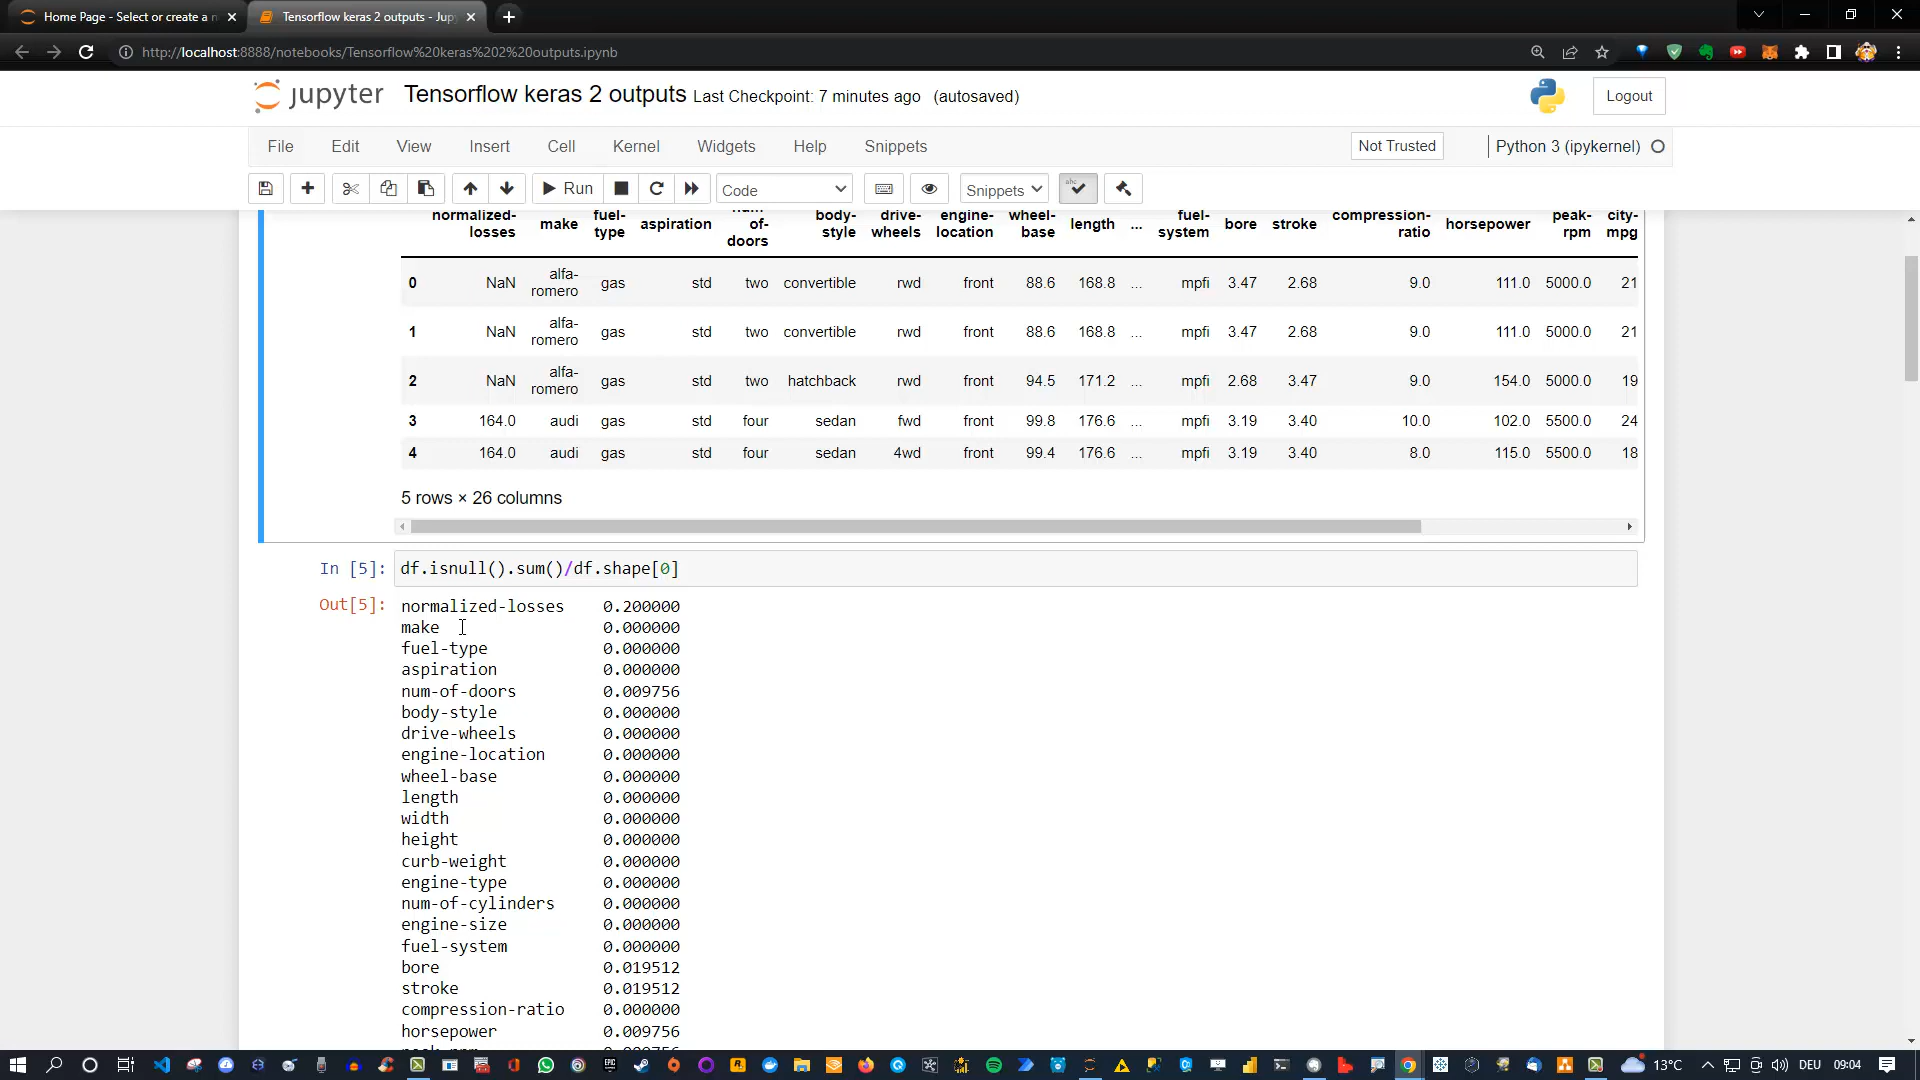 Home Page - Select or create a n
Tensorflow keras 2 outputs - Jup
http://localhost:8888/notebooks/Tensorflow%20keras%202%20outputs.ipynb
jupyter Tensorflow keras 2 outputs Last Checkpoint: 7 minutes ago (autosaved)
Logout
File Edit View Insert Cell Kernel Widgets Help Snippets
Not Trusted
Python 3 (ipykernel)
Run Code Snippets
normalized-losses make fuel-type aspiration num-of-doors body-style drive-wheels engine-location wheel-base length ... fuel-system bore stroke compression-ratio horsepower peak-rpm city-mpg
0 NaN alfa-romero gas std two convertible rwd front 88.6 168.8 ... mpfi 3.47 2.68 9.0 111.0 5000.0 21
1 NaN alfa-romero gas std two convertible rwd front 88.6 168.8 ... mpfi 3.47 2.68 9.0 111.0 5000.0 21
2 NaN alfa-romero gas std two hatchback rwd front 94.5 171.2 ... mpfi 2.68 3.47 9.0 154.0 5000.0 19
3 164.0 audi gas std four sedan fwd front 99.8 176.6 ... mpfi 3.19 3.40 10.0 102.0 5500.0 24
4 164.0 audi gas std four sedan 4wd front 99.4 176.6 ... mpfi 3.19 3.40 8.0 115.0 5500.0 18
5 rows × 26 columns
In [5]: df.isnull().sum()/df.shape[0]
Out[5]: normalized-losses 0.200000
make 0.000000
fuel-type 0.000000
aspiration 0.000000
num-of-doors 0.009756
body-style 0.000000
drive-wheels 0.000000
engine-location 0.000000
wheel-base 0.000000
length 0.000000
width 0.000000
height 0.000000
curb-weight 0.000000
engine-type 0.000000
num-of-cylinders 0.000000
engine-size 0.000000
fuel-system 0.000000
bore 0.019512
stroke 0.019512
compression-ratio 0.000000
horsepower 0.009756
13°C DEU 09:04